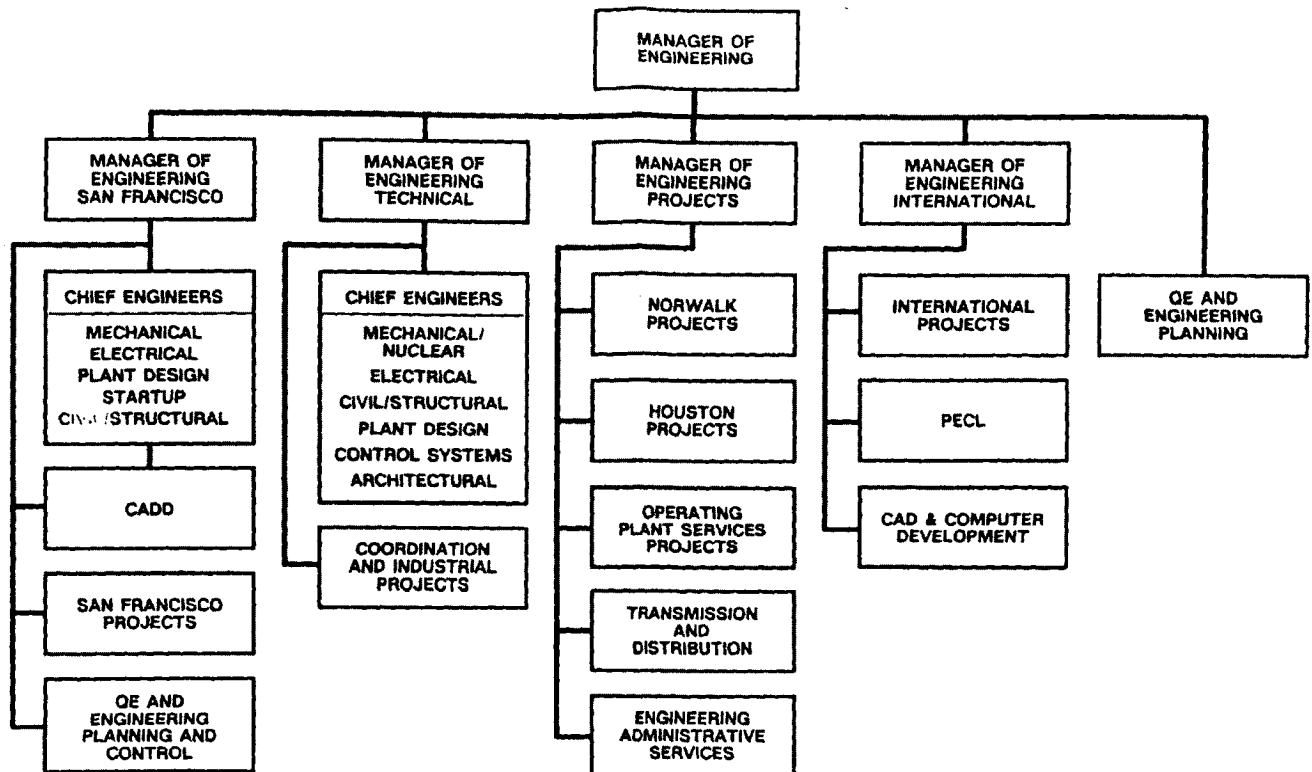 MANAGER OF
ENGINEERING
MANAGER OF
ENGINEERING
SAN FRANCISCO
MANAGER OF
ENGINEERING
TECHNICAL
MANAGER OF
ENGINEERING
PROJECTS
MANAGER OF
ENGINEERING
INTERNATIONAL
QE AND
ENGINEERING
PLANNING
CHIEF ENGINEERS
MECHANICAL
ELECTRICAL
PLANT DESIGN
STARTUP
CIVIL/STRUCTURAL
CADD
SAN FRANCISCO
PROJECTS
QE AND
ENGINEERING
PLANNING AND
CONTROL
CHIEF ENGINEERS
MECHANICAL/
NUCLEAR
ELECTRICAL
CIVIL/STRUCTURAL
PLANT DESIGN
CONTROL SYSTEMS
ARCHITECTURAL
COORDINATION
AND INDUSTRIAL
PROJECTS
NORWALK
PROJECTS
HOUSTON
PROJECTS
OPERATING
PLANT SERVICES
PROJECTS
TRANSMISSION
AND
DISTRIBUTION
ENGINEERING
ADMINISTRATIVE
SERVICES
INTERNATIONAL
PROJECTS
PECL
CAD & COMPUTER
DEVELOPMENT